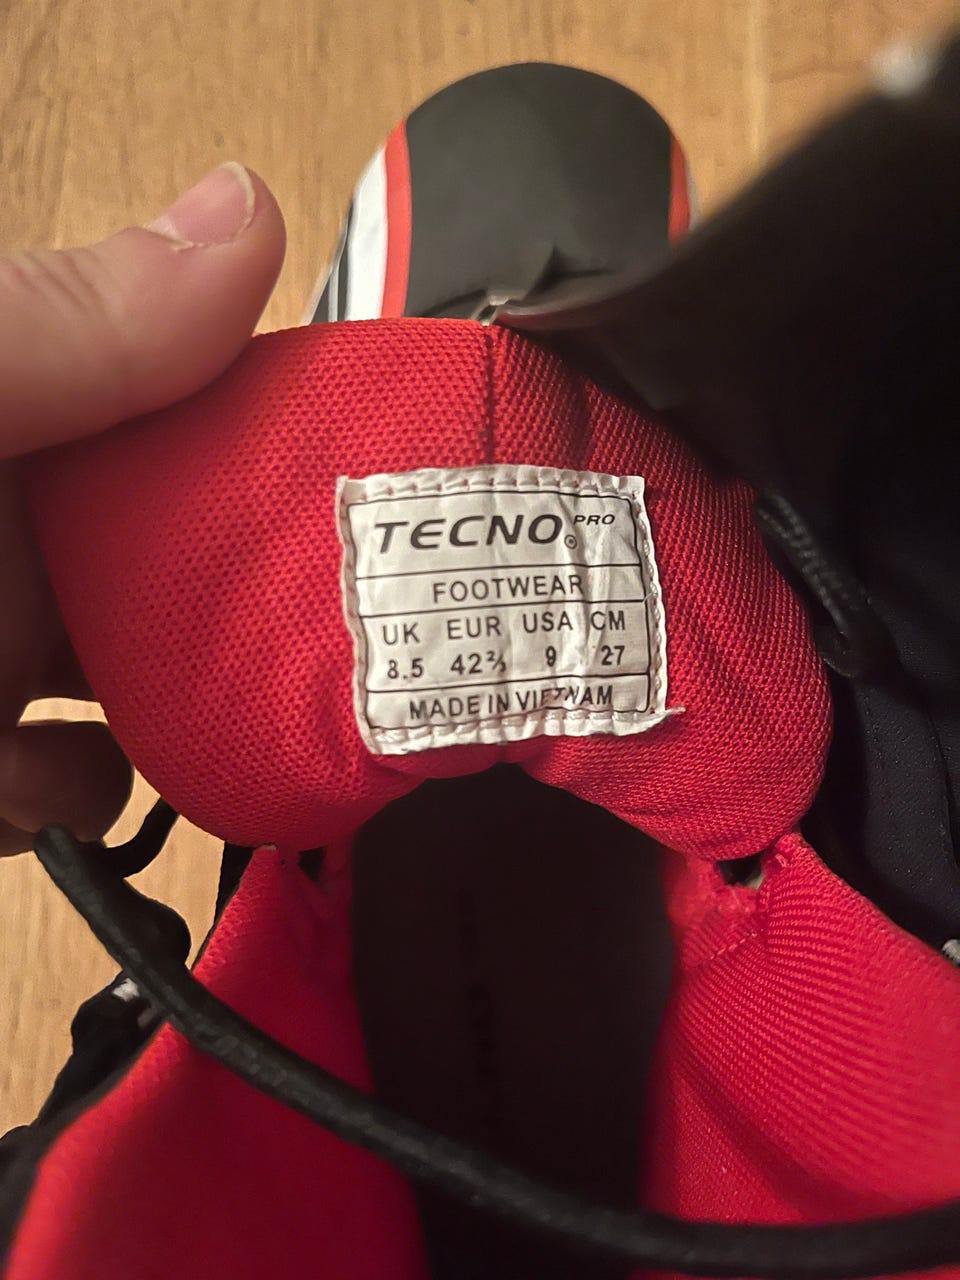 TECNO PRO ®
FOOTWEAR
UK EUR USA CM
8.5 42⅔ 9 27
MADE IN VIETNAM